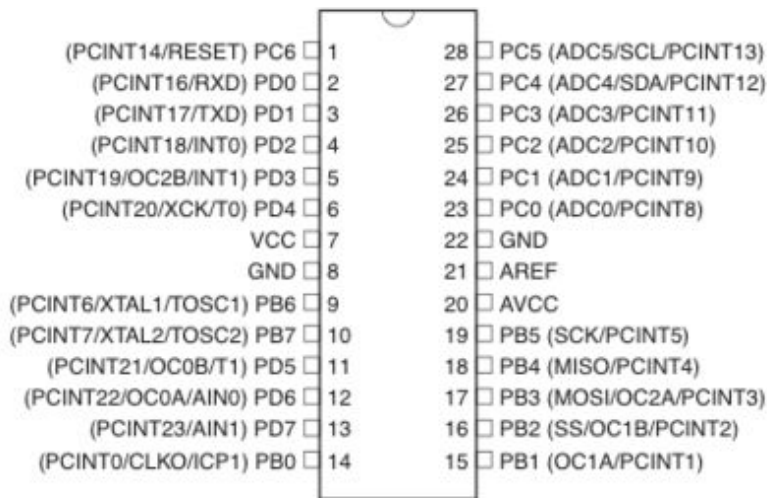 (PCINT14/RESET) PC6 1 28 PC5 (ADC5/SCL/PCINT13)
(PCINT16/RXD) PD0 2 27 PC4 (ADC4/SDA/PCINT12)
(PCINT17/TXD) PD1 3 26 PC3 (ADC3/PCINT11)
(PCINT18/INT0) PD2 4 25 PC2 (ADC2/PCINT10)
(PCINT19/OC2B/INT1) PD3 5 24 PC1 (ADC1/PCINT9)
(PCINT20/XCK/T0) PD4 6 23 PC0 (ADC0/PCINT8)
VCC 7 22 GND
GND 8 21 AREF
(PCINT6/XTAL1/TOSC1) PB6 9 20 AVCC
(PCINT7/XTAL2/TOSC2) PB7 10 19 PB5 (SCK/PCINT5)
(PCINT21/OC0B/T1) PD5 11 18 PB4 (MISO/PCINT4)
(PCINT22/OC0A/AIN0) PD6 12 17 PB3 (MOSI/OC2A/PCINT3)
(PCINT23/AIN1) PD7 13 16 PB2 (SS/OC1B/PCINT2)
(PCINT0/CLKO/ICP1) PB0 14 15 PB1 (OC1A/PCINT1)